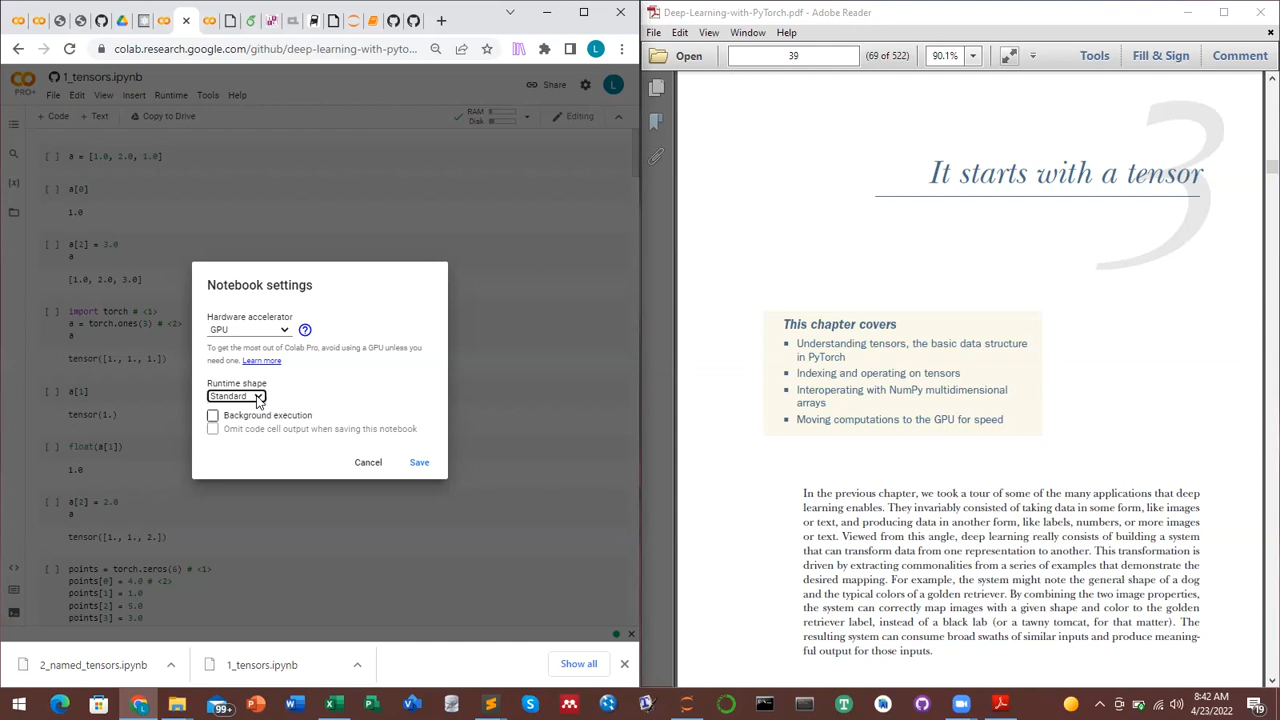 colab.research.google.com/github/deep-learning-with-pyto...
L
PRO+
1_tensors.ipynb
File Edit View Insert Runtime Tools Help
Share
L
+ Code + Text Copy to Drive
RAM
Disk
Editing
[ ] a = [1.0, 2.0, 1.0]
[ ] a[0]
1.0
[ ] a[2] = 3.0
a
[1.0, 2.0, 3.0]
[ ] import torch # <1>
a = torch.ones(3) # <2>
a
tensor([1., 1., 1.])
[ ] a[1]
tensor(1.)
[ ] float(a[1])
1.0
[ ] a[2] = 2.0
a
tensor([1., 1., 2.])
[ ] points = torch.zeros(6) # <1>
points[0] = 4.0 # <2>
points[1] = 1.0
points[2] = 5.0
points[3] = 3.0
Notebook settings
Hardware accelerator
GPU
To get the most out of Colab Pro, avoid using a GPU unless you
need one. Learn more
Runtime shape
Standard
Background execution
Omit code cell output when saving this notebook
Cancel Save
2_named_tensors.ipynb
1_tensors.ipynb
Show all
Deep-Learning-with-PyTorch.pdf - Adobe Reader
File Edit View Window Help
Open
39
(69 of 522)
90.1%
Tools Fill & Sign Comment
3
It starts with a tensor
This chapter covers
Understanding tensors, the basic data structure
in PyTorch
Indexing and operating on tensors
Interoperating with NumPy multidimensional
arrays
Moving computations to the GPU for speed
In the previous chapter, we took a tour of some of the many applications that deep
learning enables. They invariably consisted of taking data in some form, like images
or text, and producing data in another form, like labels, numbers, or more images
or text. Viewed from this angle, deep learning really consists of building a system
that can transform data from one representation to another. This transformation is
driven by extracting commonalities from a series of examples that demonstrate the
desired mapping. For example, the system might note the general shape of a dog
and the typical colors of a golden retriever. By combining the two image properties,
the system can correctly map images with a given shape and color to the golden
retriever label, instead of a black lab (or a tawny tomcat, for that matter). The
resulting system can consume broad swaths of similar inputs and produce meaning-
ful output for those inputs.
99+
8:42 AM
4/23/2022
19